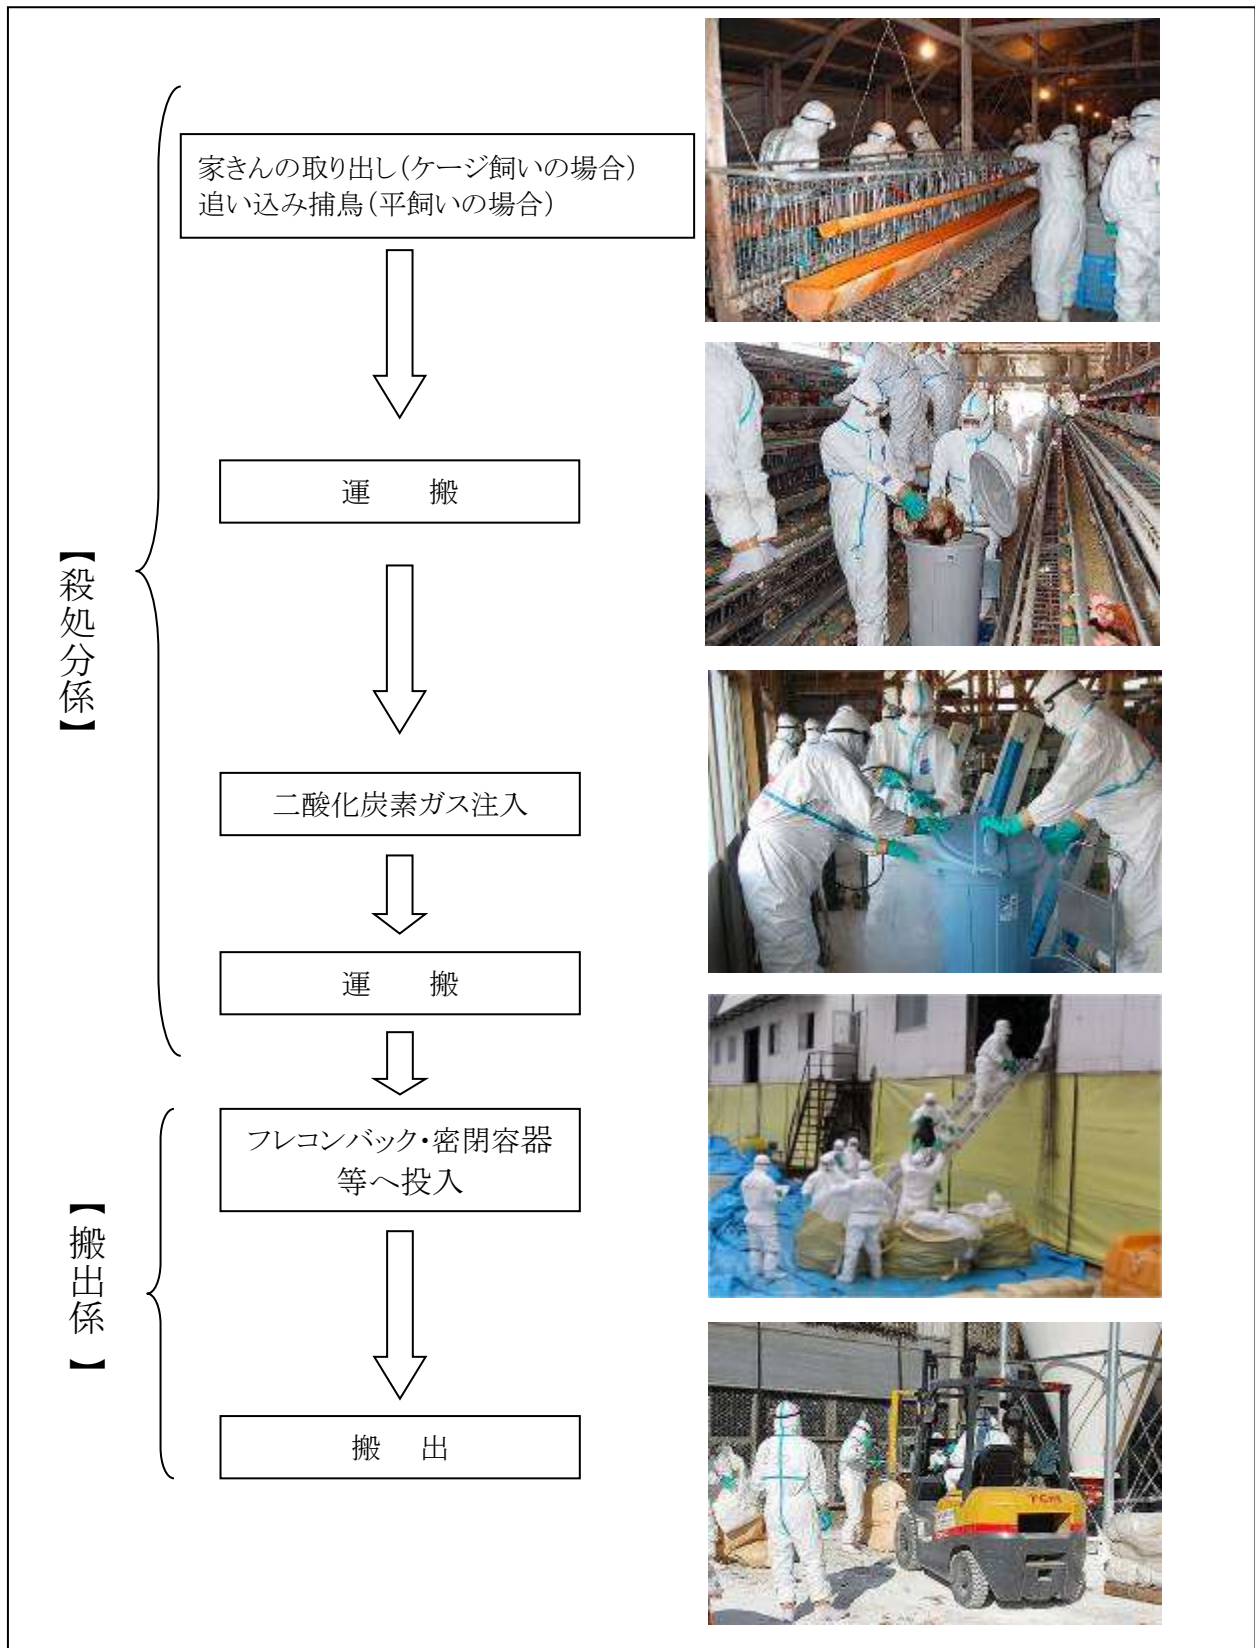 【殺処分係】
家きんの取り出し(ケージ飼いの場合)
追い込み捕鳥(平飼いの場合)
運　　搬
二酸化炭素ガス注入
運　　搬
【搬出係 】
フレコンバック・密閉容器
等へ投入
搬　出
TCM